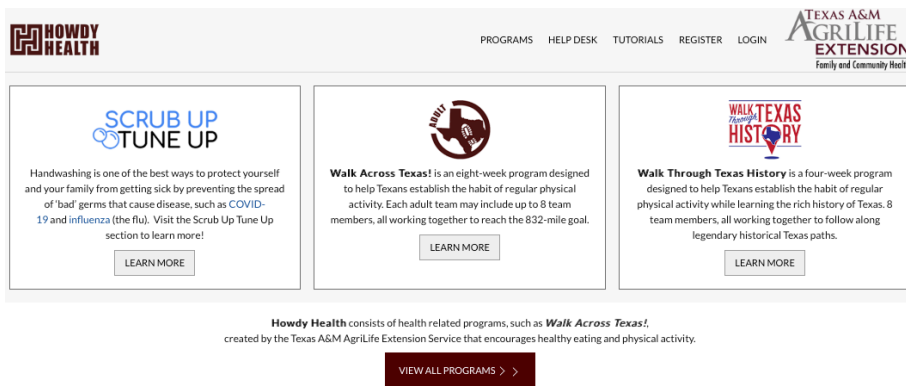 HOWDY
HEALTH
PROGRAMS HELP DESK TUTORIALS REGISTER LOGIN
TEXAS A&M
AGRILIFE
EXTENSION
Family and Community Healt
SCRUB UP
TUNE UP
Handwashing is one of the best ways to protect yourself
and your family from getting sick by preventing the spread
of 'bad' germs that cause disease, such as COVID-
19 and influenza (the flu). Visit the Scrub Up Tune Up
section to learn more!
LEARN MORE
ADULT
Walk Across Texas! is an eight-week program designed
to help Texans establish the habit of regular physical
activity. Each adult team may include up to 8 team
members, all working together to reach the 832-mile goal.
LEARN MORE
WALK Through TEXAS
HISTORY
Walk Through Texas History is a four-week program
designed to help Texans establish the habit of regular
physical activity while learning the rich history of Texas. 8
team members, all working together to follow along
legendary historical Texas paths.
LEARN MORE
Howdy Health consists of health related programs, such as Walk Across Texas!,
created by the Texas A&M AgriLife Extension Service that encourages healthy eating and physical activity.
VIEW ALL PROGRAMS